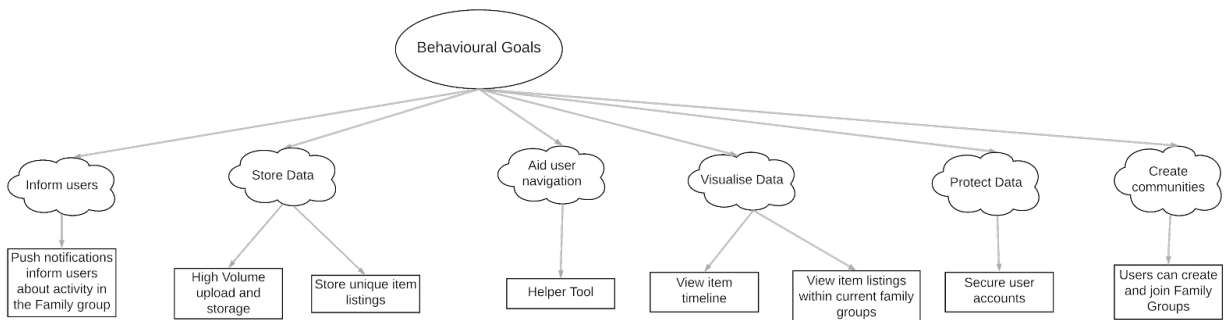 Behavioural Goals
Inform users
Store Data
Aid user
navigation
Visualise Data
Protect Data
Create
communities
Push notifications
inform users
about activity in
the Family group
High Volume
upload and
storage
Store unique item
listings
Helper Tool
View item
timeline
View item listings
within current family
groups
Secure user
accounts
Users can create
and join Family
Groups